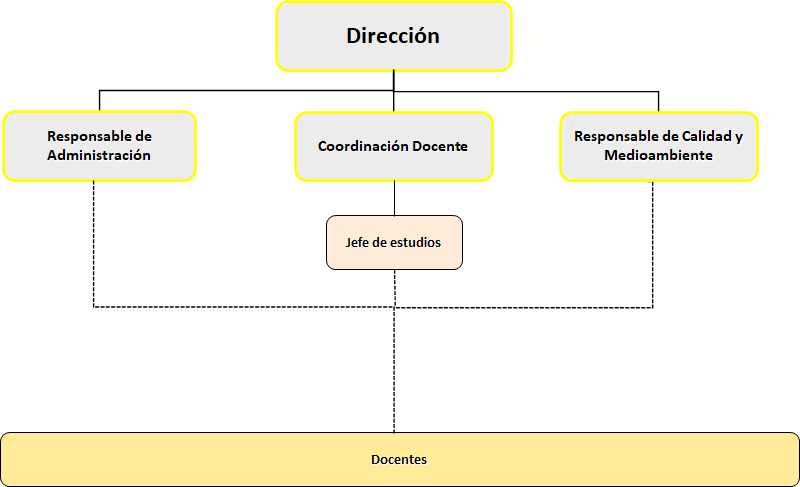 Dirección
Responsable de
Administración
Coordinación Docente
Responsable de Calidad y
Medioambiente
Jefe de estudios
Docentes